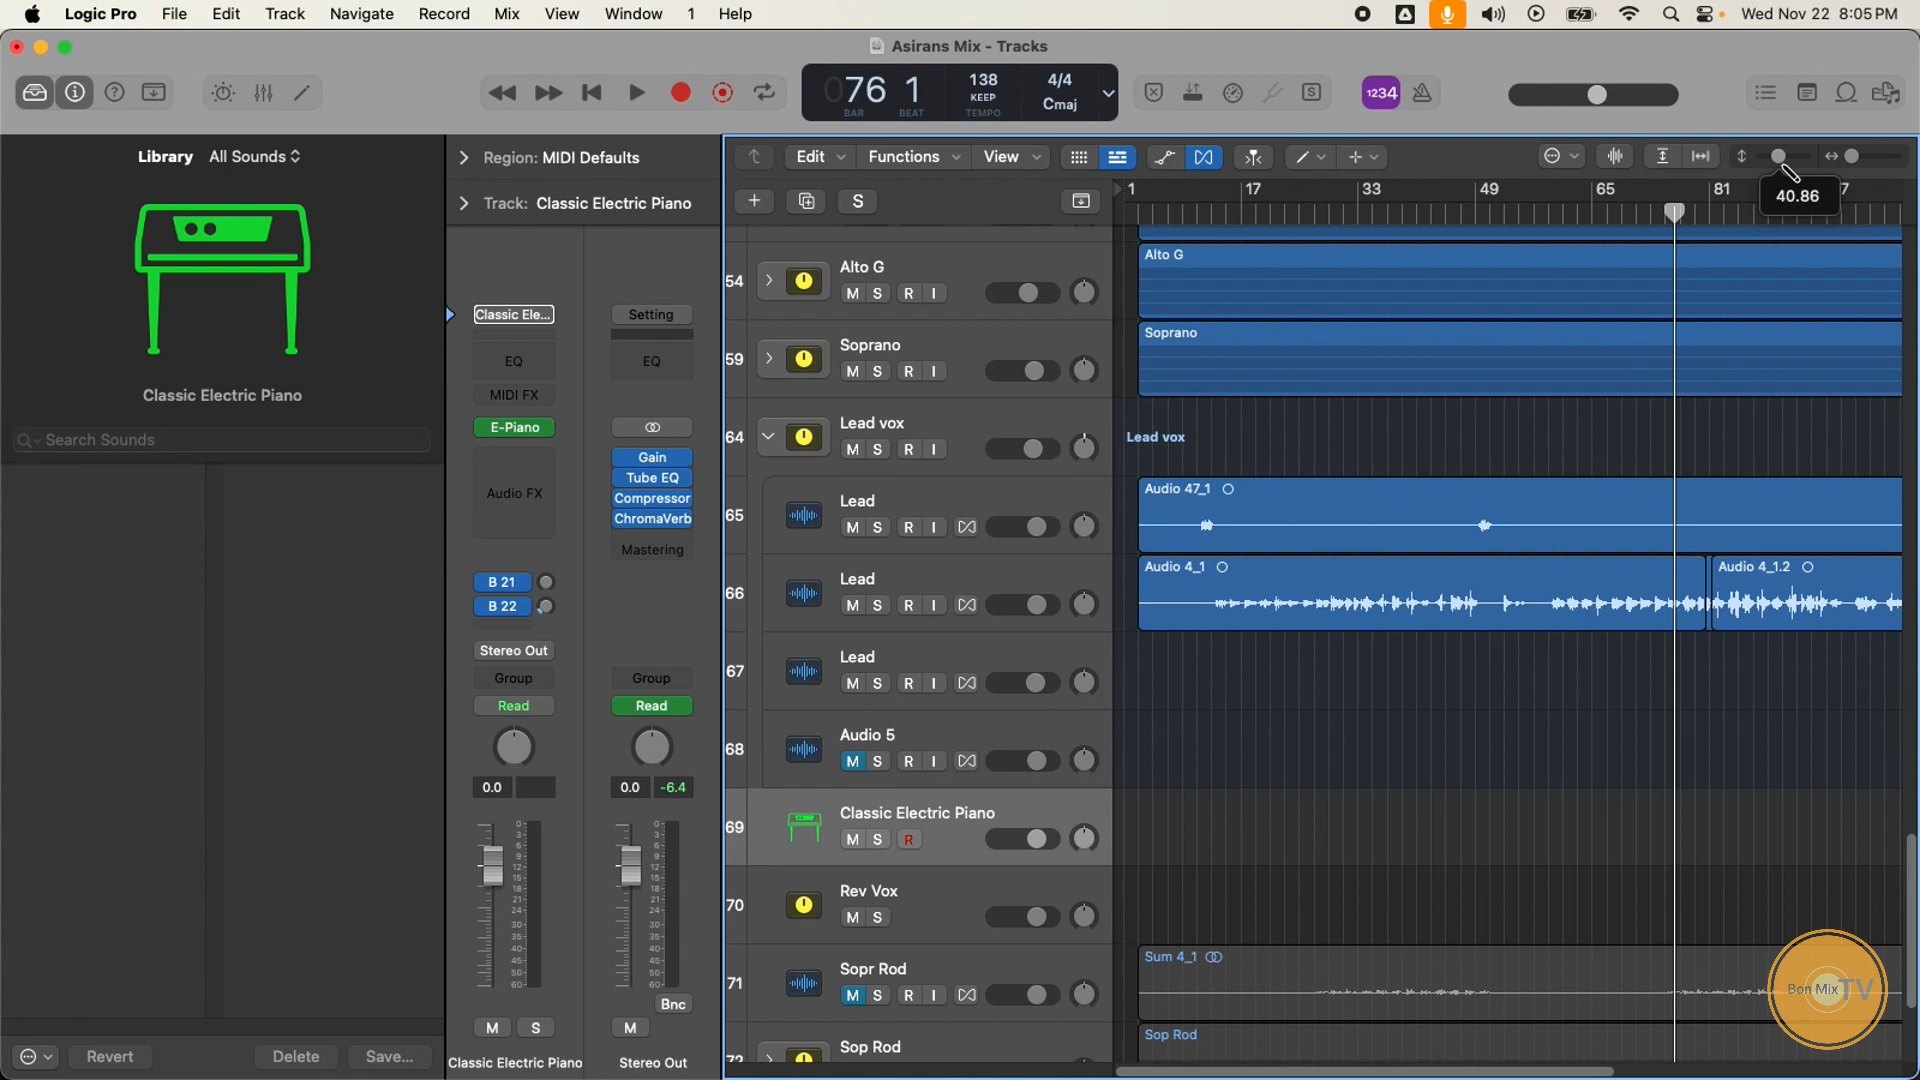 Logic Pro File Edit Track Navigate Record Mix View Window 1 Help Wed Nov 22 8:05 PM
Asirans Mix - Tracks
076 1 138 4/4
KEEP Cmaj
BAR BEAT TEMPO
1234
S
Library All Sounds
Classic Electric Piano
Search Sounds
Revert Delete Save...
Region: MIDI Defaults
Track: Classic Electric Piano
Classic Ele... Setting
EQ EQ
MIDI FX
E-Piano
Gain
Tube EQ
Audio FX Compressor
ChromaVerb
Mastering
B 21
B 22
Stereo Out
Group Group
Read Read
0.0 0.0 -6.4
Bnc
M S M
Classic Electric Piano Stereo Out
Edit Functions View
40.86
S
1 17 33 49 65 81 7
54 Alto G
M S R I
59 Soprano
M S R I
64 Lead vox
M S R I
65 Lead
M S R I
66 Lead
M S R I
67 Lead
M S R I
68 Audio 5
M S R I
69 Classic Electric Piano
M S R
70 Rev Vox
M S
71 Sopr Rod
M S R I
72 Sop Rod
Alto G
Soprano
Lead vox
Audio 47_1
Audio 4_1 Audio 4_1.2
Sum 4_1
Sop Rod
Bon Mix TV